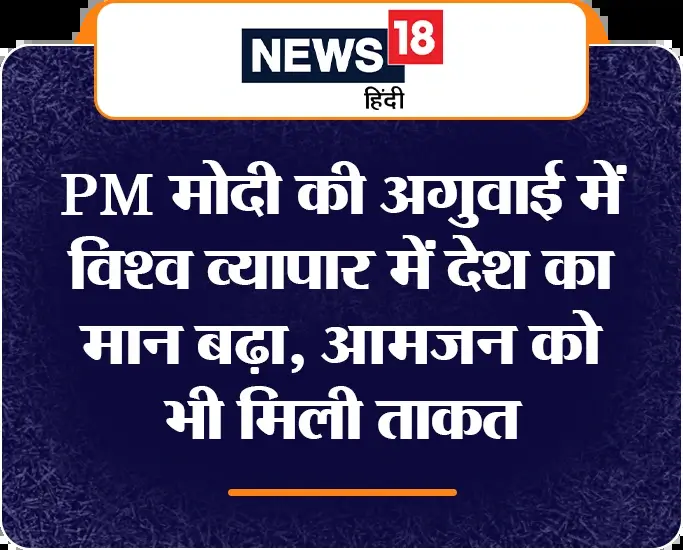 NEWS 18
हिंदी
PM मोदी की अगुवाई में
विश्व व्यापार में देश का
मान बढ़ा, आमजन को
भी मिली ताकत